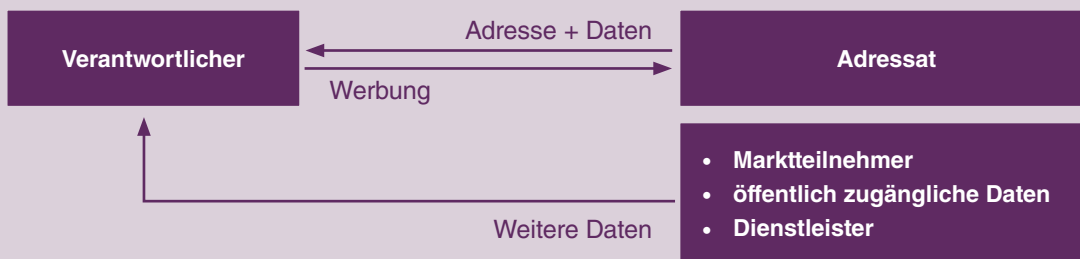 Verantwortlicher
Adresse + Daten
Werbung
Adressat
• Marktteilnehmer
• öffentlich zugängliche Daten
• Dienstleister
Weitere Daten